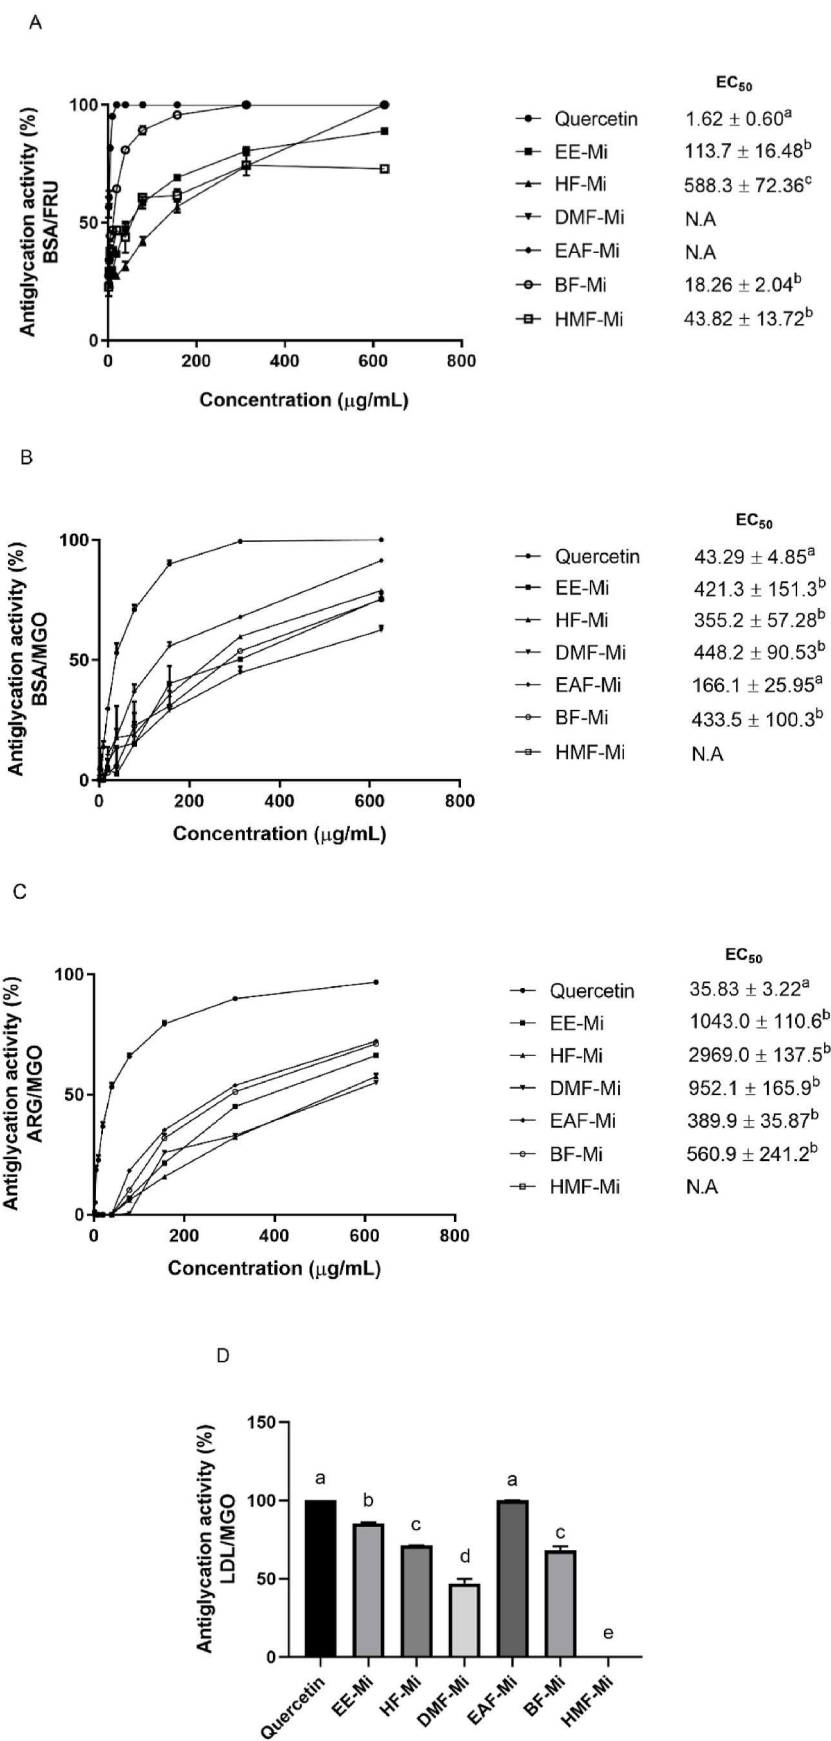 A
Antiglycation activity (%)
BSA/FRU
100
50
0
0 200 400 600 800
Concentration (μg/mL)
EC50
Quercetin 1.62 ± 0.60a
EE-Mi 113.7 ± 16.48b
HF-Mi 588.3 ± 72.36c
DMF-Mi N.A
EAF-Mi N.A
BF-Mi 18.26 ± 2.04b
HMF-Mi 43.82 ± 13.72b
B
Antiglycation activity (%)
BSA/MGO
100
50
0
0 200 400 600 800
Concentration (μg/mL)
EC50
Quercetin 43.29 ± 4.85a
EE-Mi 421.3 ± 151.3b
HF-Mi 355.2 ± 57.28b
DMF-Mi 448.2 ± 90.53b
EAF-Mi 166.1 ± 25.95a
BF-Mi 433.5 ± 100.3b
HMF-Mi N.A
C
Antiglycation activity (%)
ARG/MGO
100
50
0
0 200 400 600 800
Concentration (μg/mL)
EC50
Quercetin 35.83 ± 3.22a
EE-Mi 1043.0 ± 110.6b
HF-Mi 2969.0 ± 137.5b
DMF-Mi 952.1 ± 165.9b
EAF-Mi 389.9 ± 35.87b
BF-Mi 560.9 ± 241.2b
HMF-Mi N.A
D
Antiglycation activity (%)
LDL/MGO
150
100
50
0
a b c d a c e
Quercetin EE-Mi HF-Mi DMF-Mi EAF-Mi BF-Mi HMF-Mi